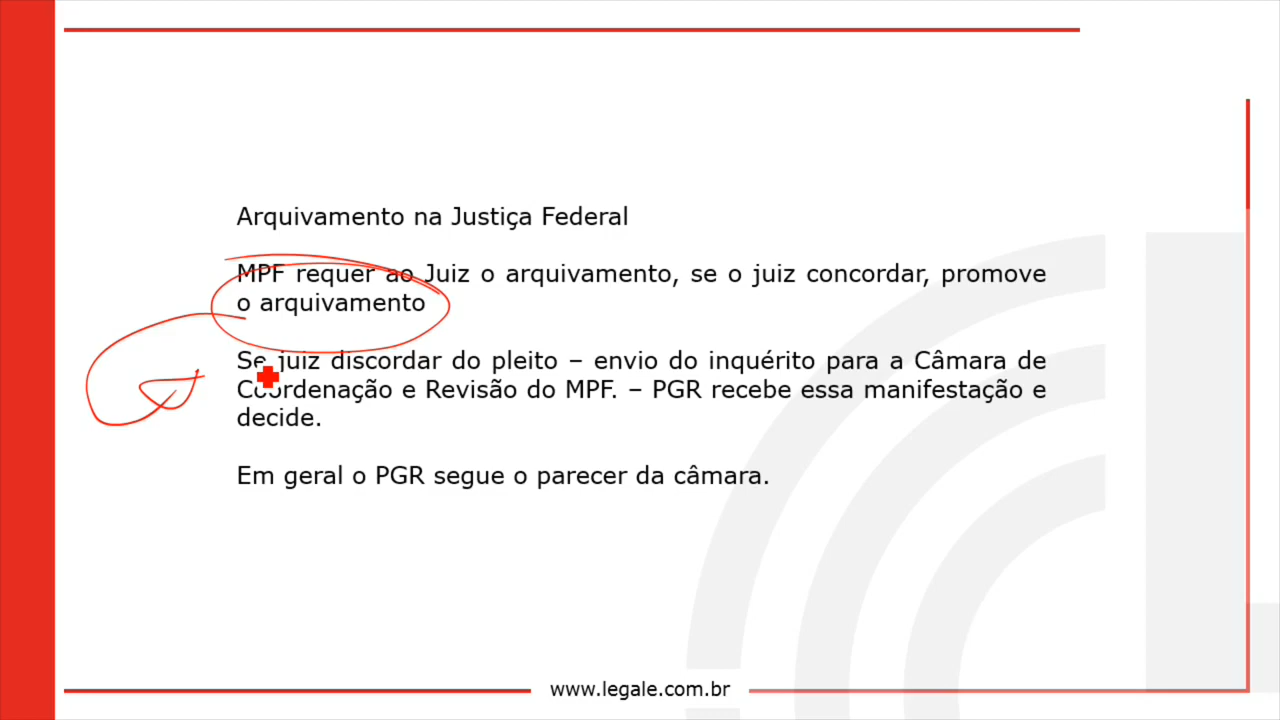 Arquivamento na Justiça Federal
MPF requer ao Juiz o arquivamento, se o juiz concordar, promove
o arquivamento
Se juiz discordar do pleito – envio do inquérito para a Câmara de
Coordenação e Revisão do MPF. – PGR recebe essa manifestação e
decide.
Em geral o PGR segue o parecer da câmara.
www.legale.com.br